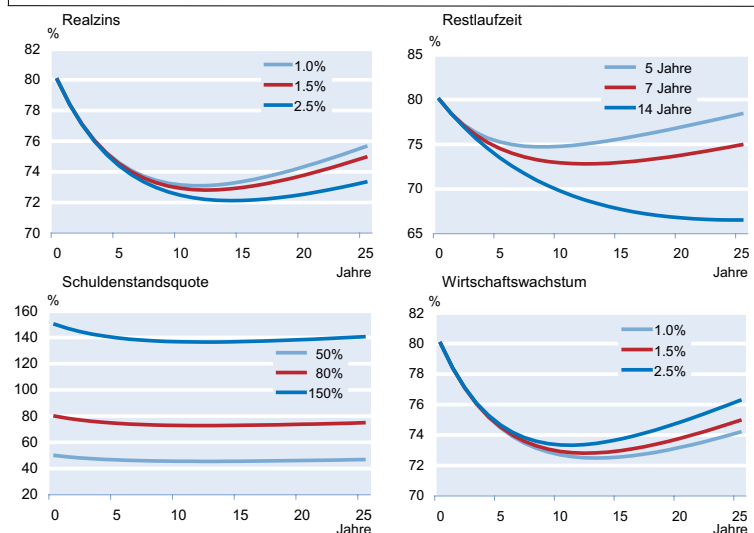 Realzins
%
82
80
78
76
74
72
70
1.0%
1.5%
2.5%
0 5 10 15 20 25
Jahre
Restlaufzeit
%
85
80
75
70
65
5 Jahre
7 Jahre
14 Jahre
0 5 10 15 20 25
Jahre
Schuldenstandsquote
%
160
140
120
100
80
60
40
20
50%
80%
150%
0 5 10 15 20 25
Jahre
Wirtschaftswachstum
%
82
80
78
76
74
72
70
1.0%
1.5%
2.5%
0 5 10 15 20 25
Jahre